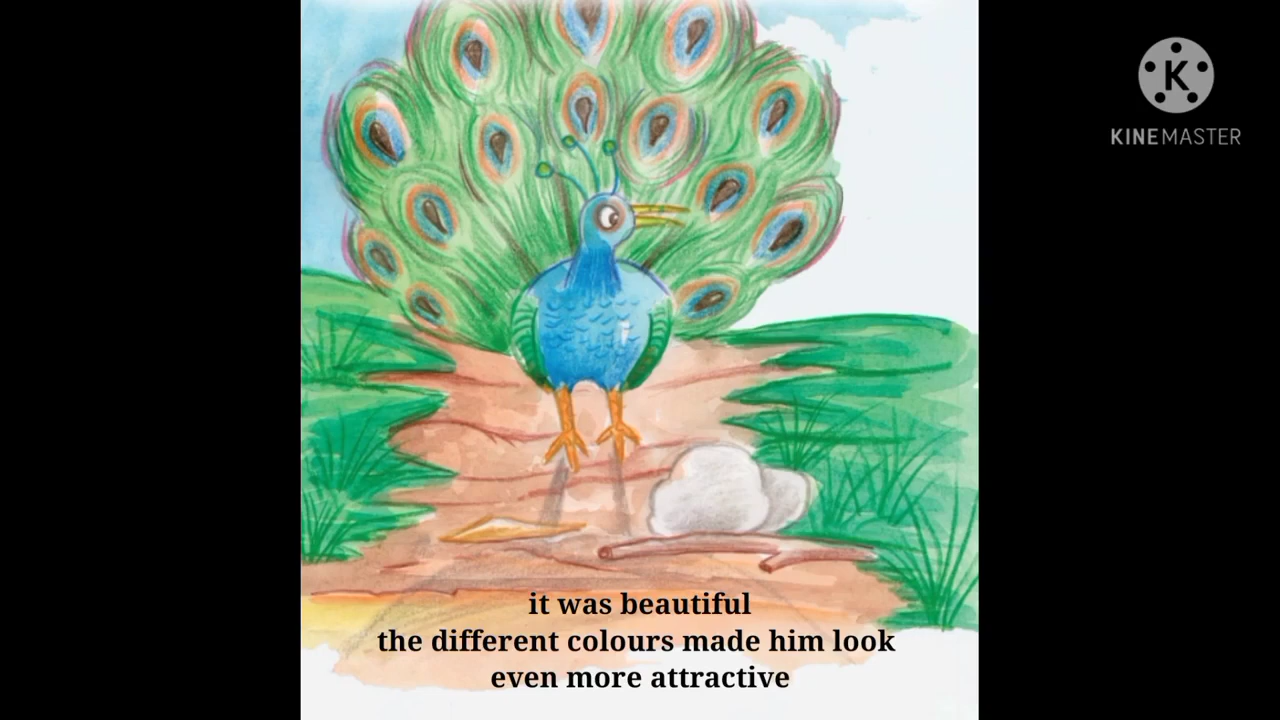 KINEMASTER
it was beautiful
the different colours made him look
even more attractive